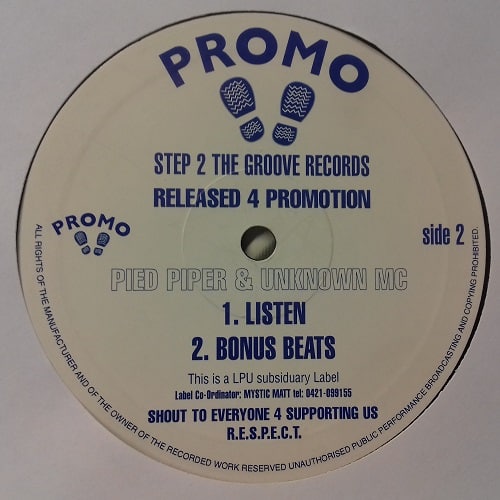 PROMO
STEP 2 THE GROOVE RECORDS
RELEASED 4 PROMOTION
PROMO
side 2
PIED PIPER & UNKNOWN MC
1. LISTEN
2. BONUS BEATS
This is a LPU subsiduary Label
Label Co-Ordinator: MYSTIC MATT tel: 0421-099155
SHOUT TO EVERYONE 4 SUPPORTING US
R.E.S.P.E.C.T.
ALL RIGHTS OF THE MANUFACTURER AND OF THE OWNER OF THE RECORDED WORK RESERVED UNAUTHORISED PUBLIC PERFORMANCE BROADCASTING AND COPYING PROHIBITED.